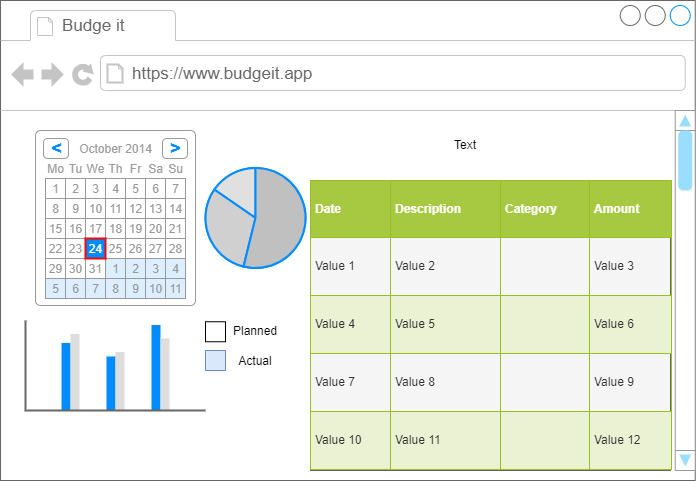 Budge it
https://www.budgeit.app
< October 2014 >
Mo Tu We Th Fr Sa Su
1 2 3 4 5 6 7
8 9 10 11 12 13 14
15 16 17 18 19 20 21
22 23 24 25 26 27 28
29 30 31 1 2 3 4
5 6 7 8 9 10 11
Planned
Actual
Text
Date Description Category Amount
Value 1 Value 2 Value 3
Value 4 Value 5 Value 6
Value 7 Value 8 Value 9
Value 10 Value 11 Value 12